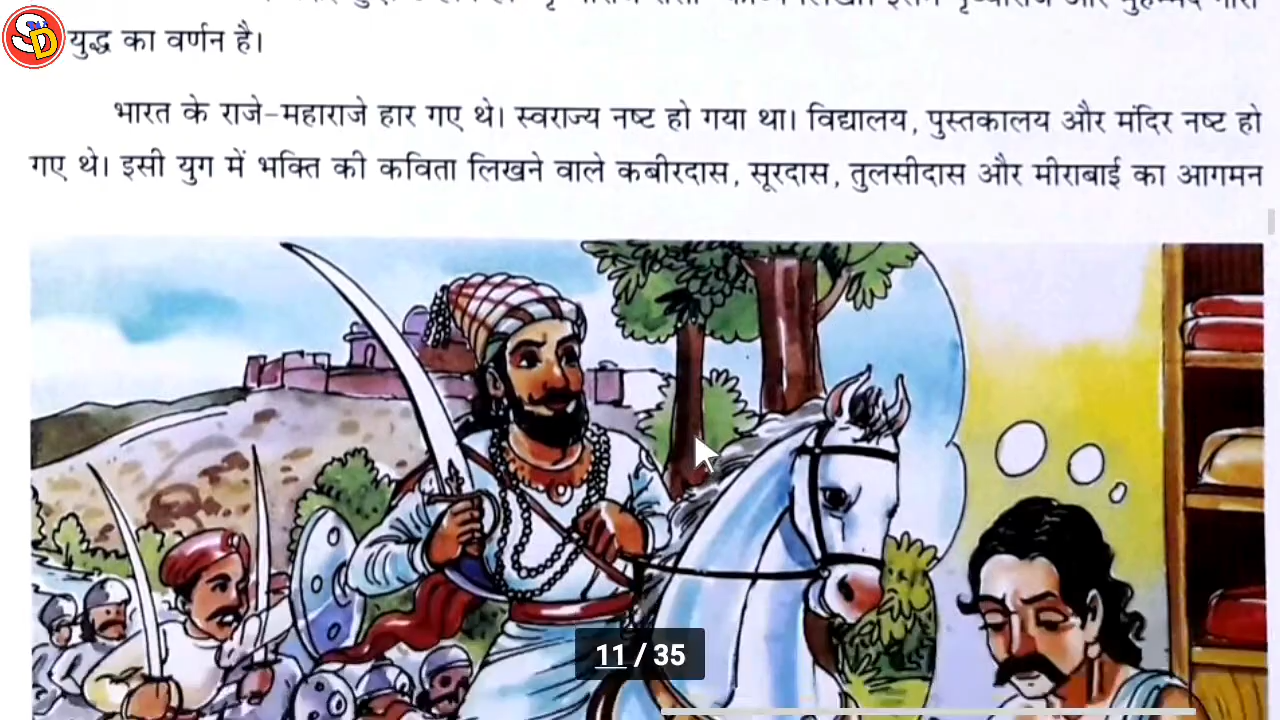 SD
युद्ध का वर्णन है।
भारत के राजे-महाराजे हार गए थे। स्वराज्य नष्ट हो गया था। विद्यालय, पुस्तकालय और मंदिर नष्ट हो
गए थे। इसी युग में भक्ति की कविता लिखने वाले कबीरदास, सूरदास, तुलसीदास और मीराबाई का आगमन
11 / 35